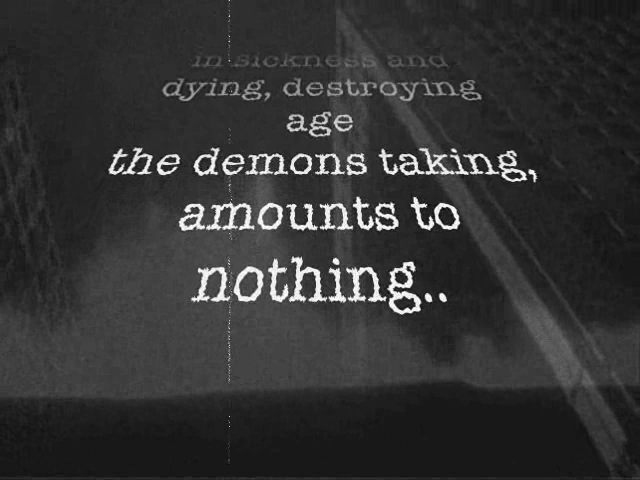 in sickness and
dying, destroying
age
the demons taking,
amounts to
nothing..